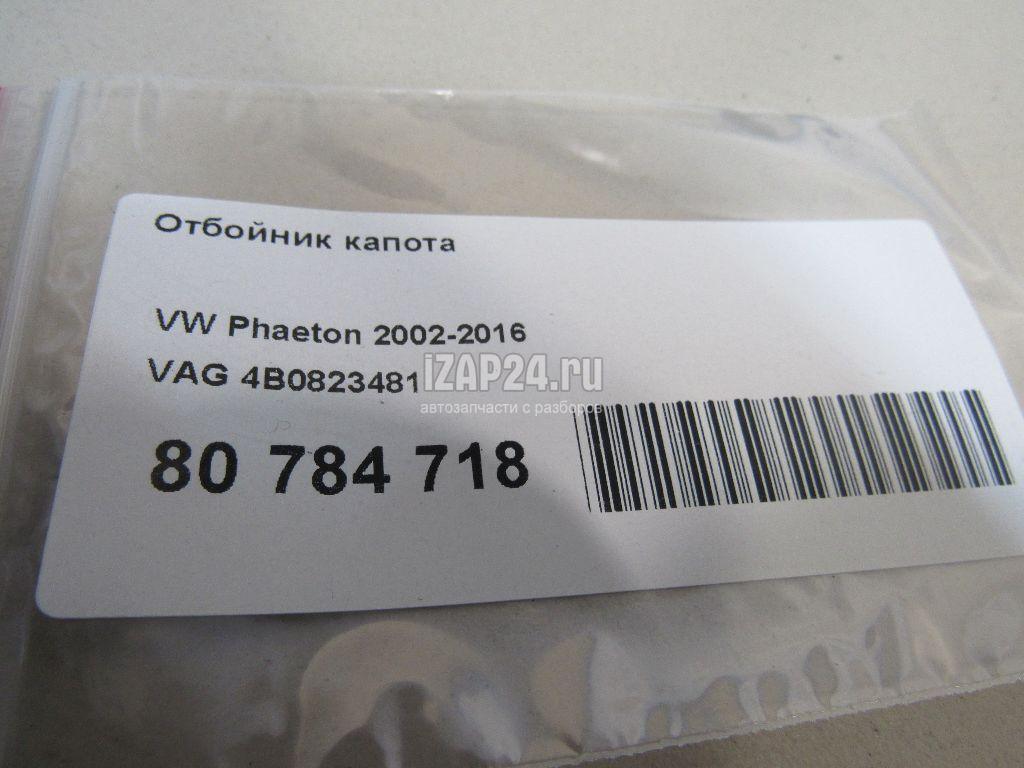 Отбойник капота
VW Phaeton 2002-2016
VAG 4B0823481
iZAP24.ru
автозапчасти с разборов
80 784 718